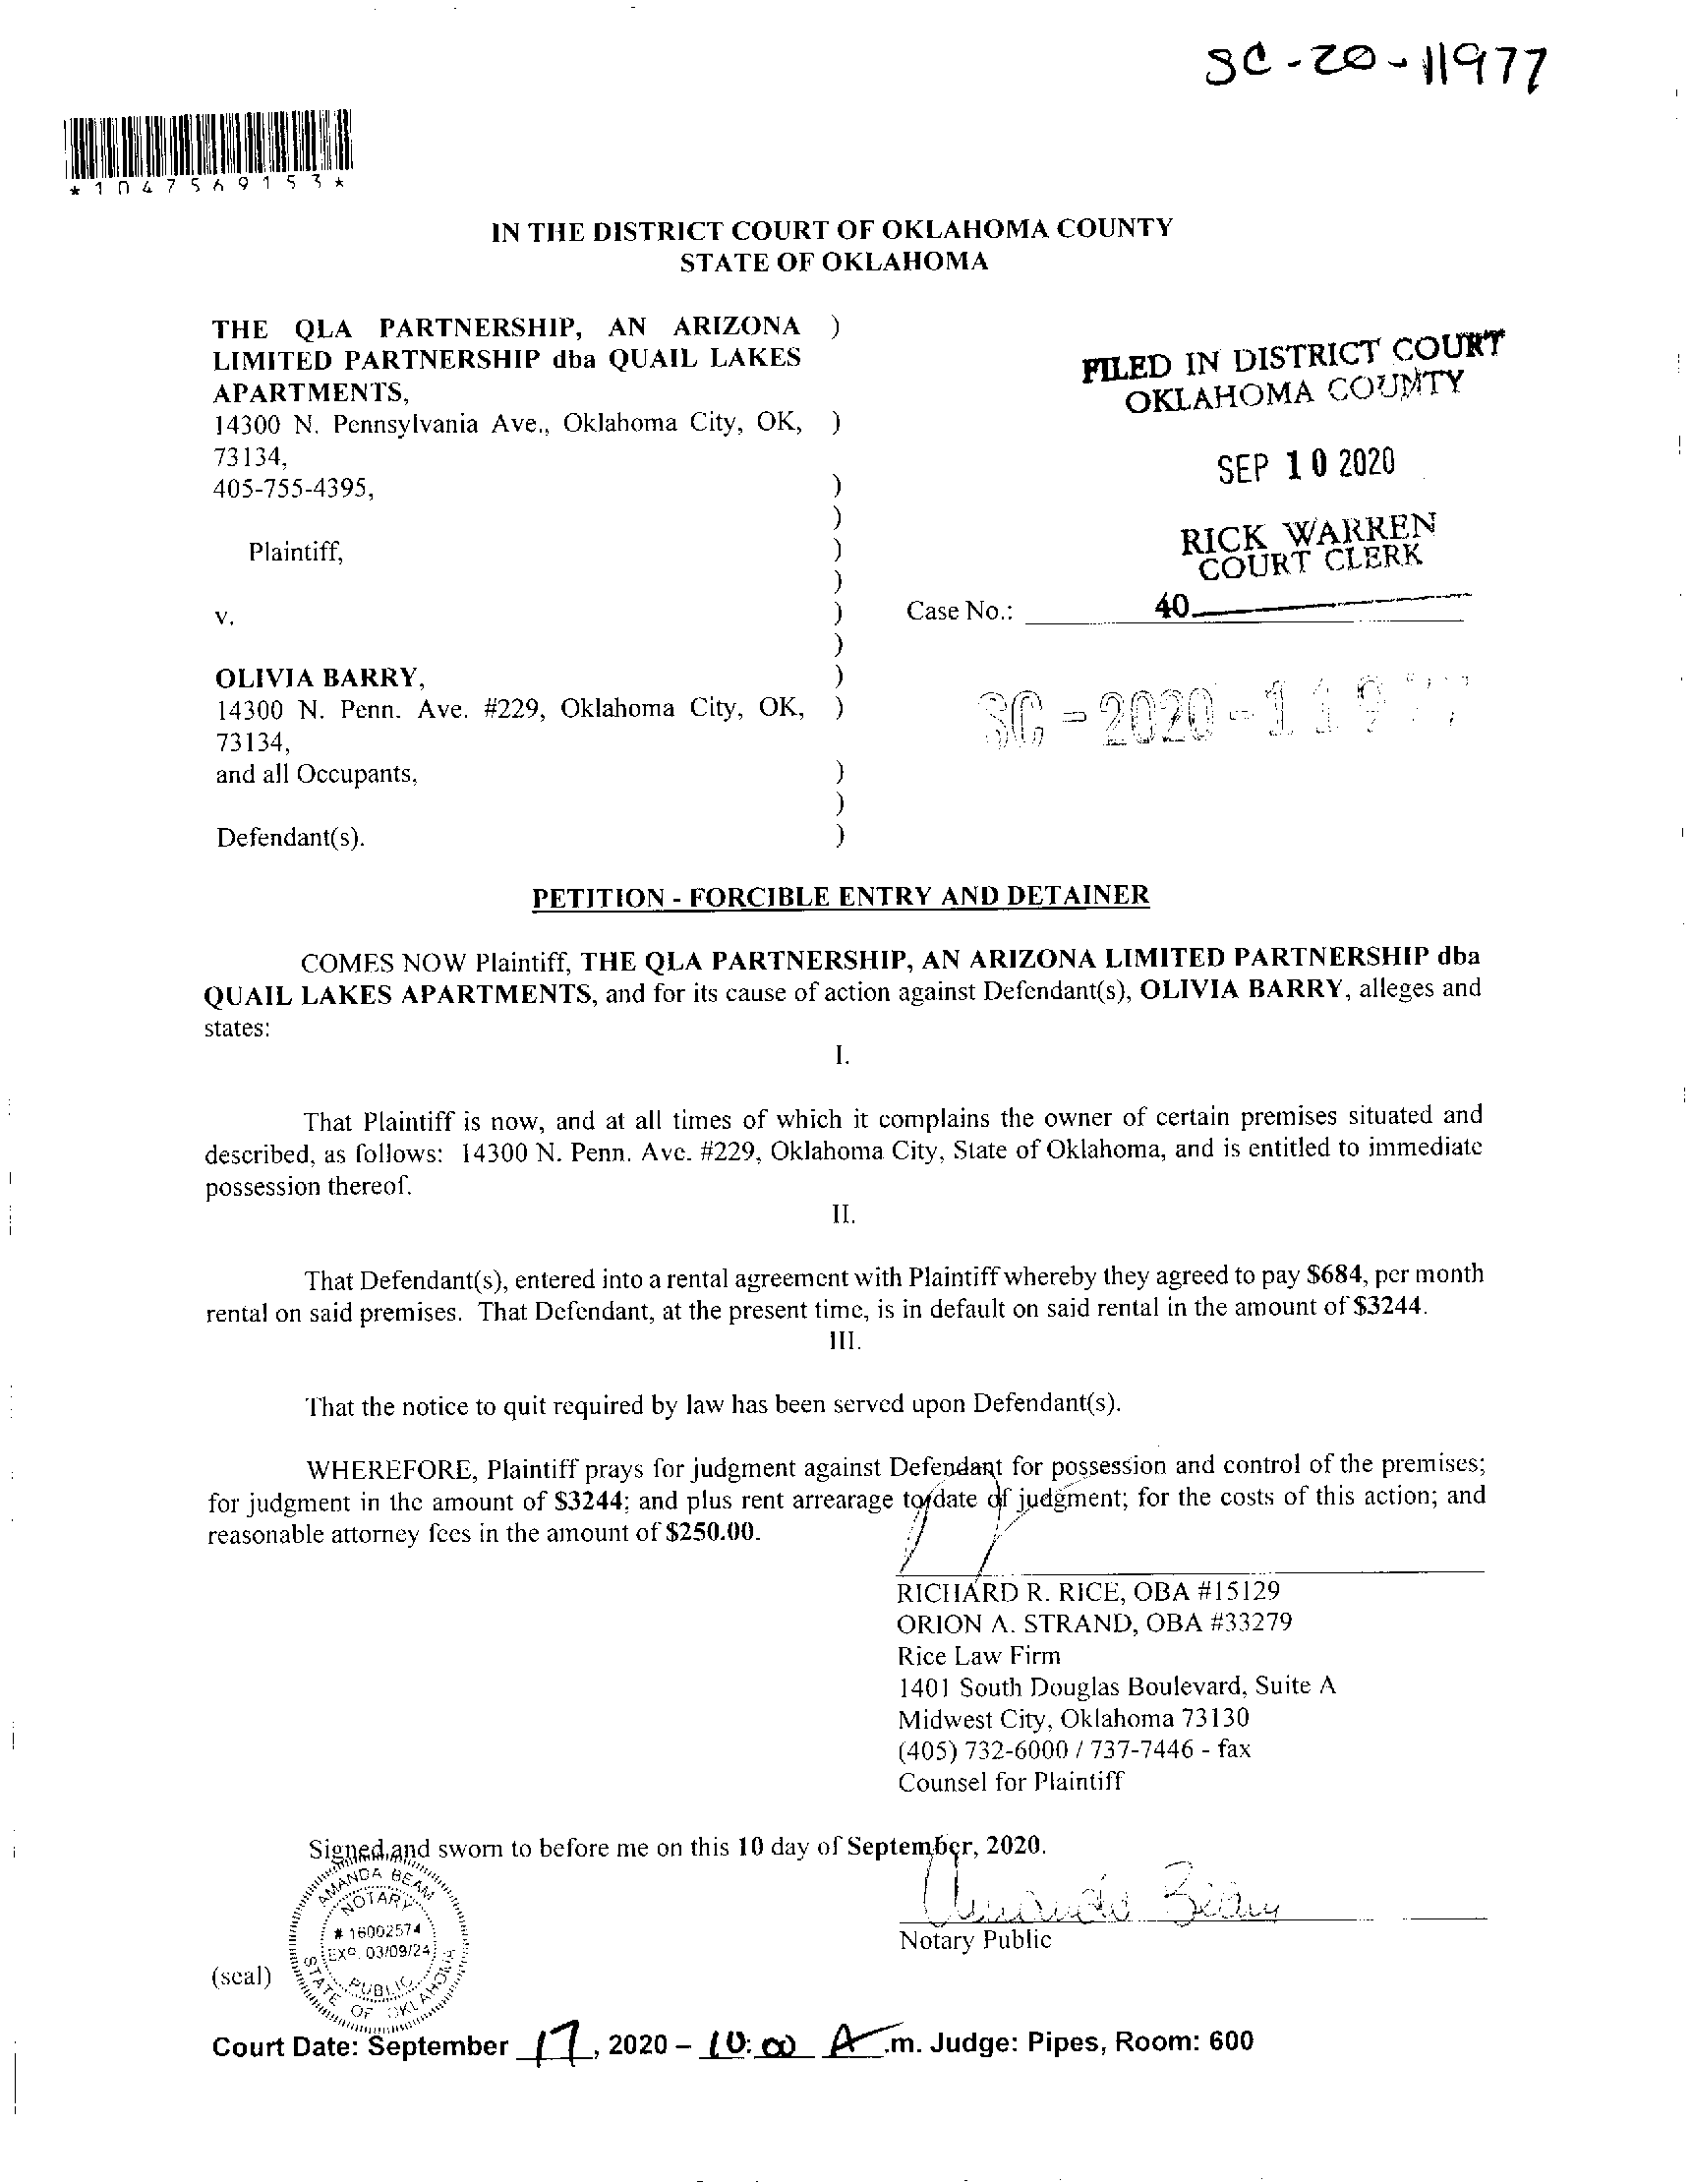 SC-20-11977
*1047569153*
IN THE DISTRICT COURT OF OKLAHOMA COUNTY
STATE OF OKLAHOMA
THE QLA PARTNERSHIP, AN ARIZONA )
LIMITED PARTNERSHIP dba QUAIL LAKES
APARTMENTS,
14300 N. Pennsylvania Ave., Oklahoma City, OK, )
73134,
405-755-4395, )
)
Plaintiff, )
)
v. )
)
OLIVIA BARRY, )
14300 N. Penn. Ave. #229, Oklahoma City, OK, )
73134,
and all Occupants, )
)
Defendant(s). )
FILED IN DISTRICT COURT
OKLAHOMA COUNTY
SEP 10 2020
RICK WARREN
COURT CLERK
Case No.: 40
SC-2020-11977
PETITION - FORCIBLE ENTRY AND DETAINER
COMES NOW Plaintiff, THE QLA PARTNERSHIP, AN ARIZONA LIMITED PARTNERSHIP dba
QUAIL LAKES APARTMENTS, and for its cause of action against Defendant(s), OLIVIA BARRY, alleges and
states:
I.
That Plaintiff is now, and at all times of which it complains the owner of certain premises situated and
described, as follows: 14300 N. Penn. Ave. #229, Oklahoma City, State of Oklahoma, and is entitled to immediate
possession thereof.
II.
That Defendant(s), entered into a rental agreement with Plaintiff whereby they agreed to pay $684, per month
rental on said premises. That Defendant, at the present time, is in default on said rental in the amount of $3244.
III.
That the notice to quit required by law has been served upon Defendant(s).
WHEREFORE, Plaintiff prays for judgment against Defendant for possession and control of the premises;
for judgment in the amount of $3244; and plus rent arrearage to date of judgment; for the costs of this action; and
reasonable attorney fees in the amount of $250.00.
RICHARD R. RICE, OBA #15129
ORION A. STRAND, OBA #33279
Rice Law Firm
1401 South Douglas Boulevard, Suite A
Midwest City, Oklahoma 73130
(405) 732-6000 / 737-7446 - fax
Counsel for Plaintiff
Signed and sworn to before me on this 10 day of September, 2020.
Amanda Beam
Notary Public
(seal)
AMANDA BEAM
NOTARY
# 16002574
EXP. 03/09/24
PUBLIC
STATE OF OKLAHOMA
Court Date: September 17, 2020 – 10:00 A.m. Judge: Pipes, Room: 600